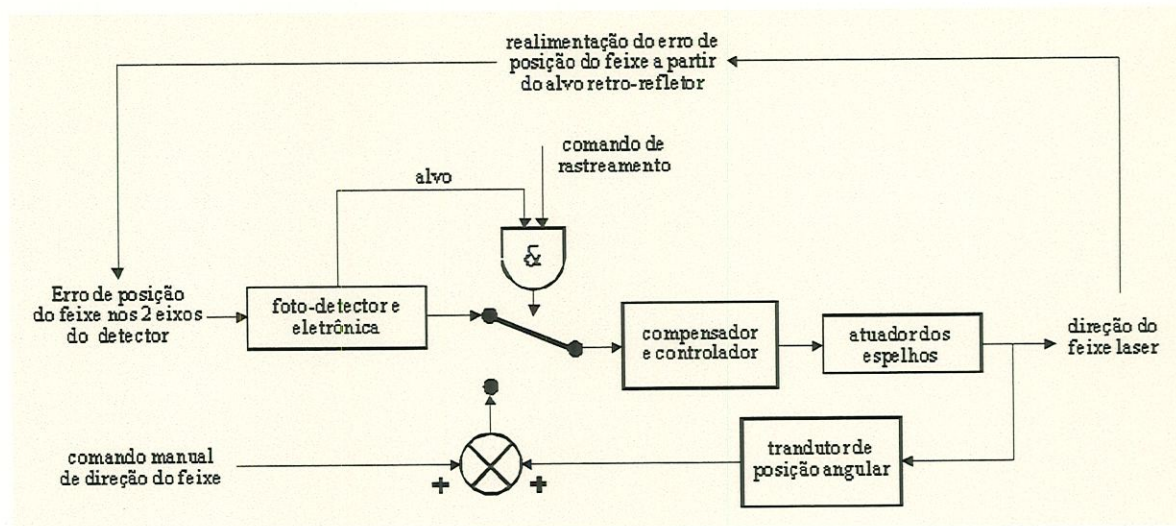 realimentação do erro de
posição do feixe a partir
do alvo retro-refletor
comando de
rastreamento
alvo
&
Erro de posição
do feixe nos 2 eixos
do detector
foto-detector e
eletrônica
compensador
e controlador
atuador dos
espelhos
direção do
feixe laser
comando manual
de direção do feixe
+ +
trandutor de
posição angular